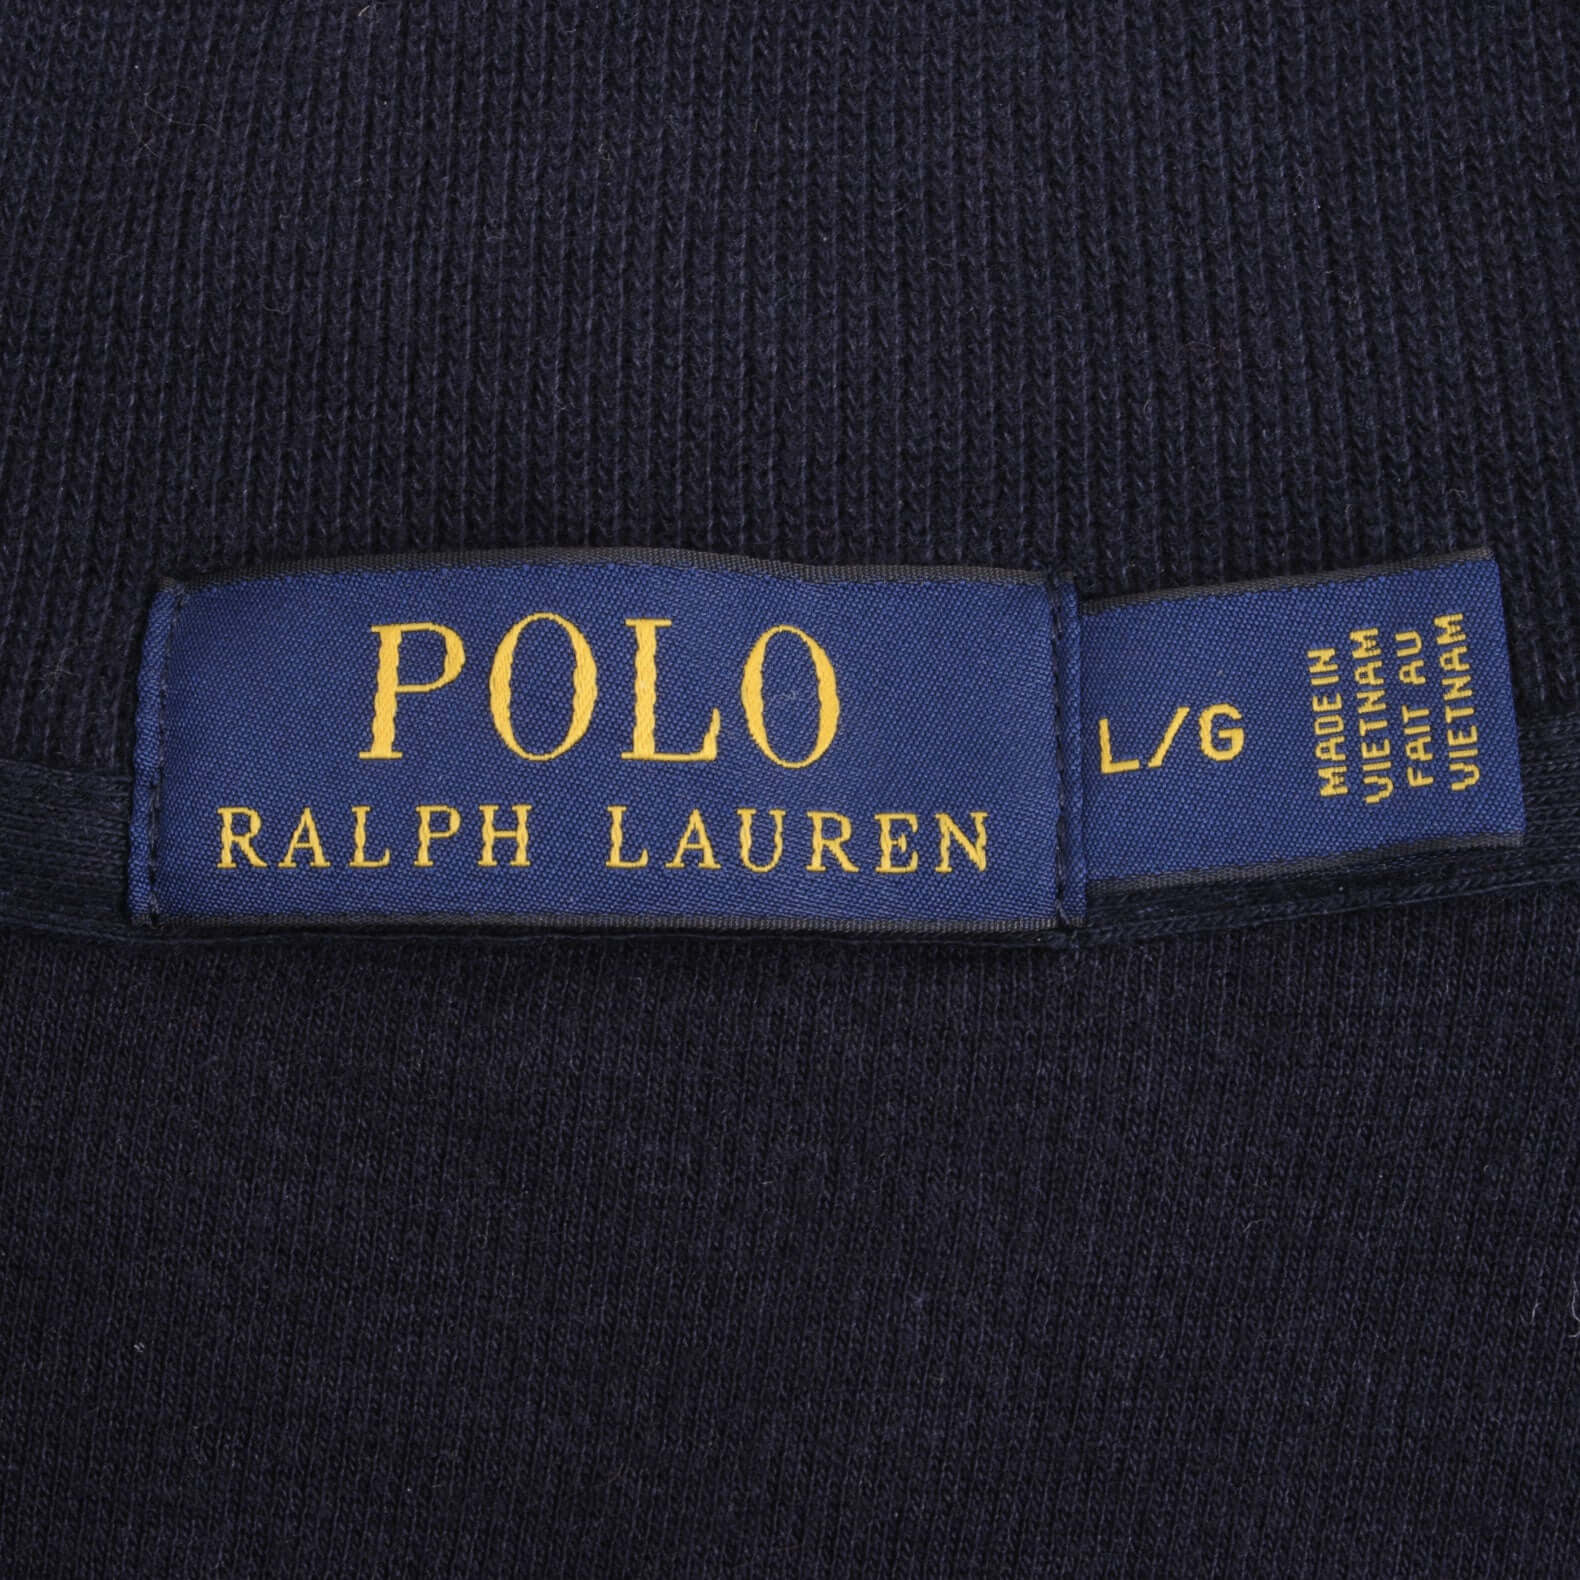 POLO
RALPH LAUREN
L/G
MADE IN
VIETNAM
FAIT AU
VIETNAM